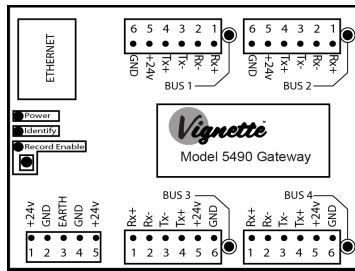 ETHERNET
6 5 4 3 2 1
GND +24v Tx+ Tx- Rx- Rx+
BUS 1
6 5 4 3 2 1
GND +24v Tx+ Tx- Rx- Rx+
BUS 2
Power
Identify
Record Enable
Vignette™
Model 5490 Gateway
+24v GND EARTH GND +24v
1 2 3 4 5
BUS 3
Rx+ Rx- Tx- Tx+ +24v GND
1 2 3 4 5 6
BUS 4
Rx+ Rx- Tx- Tx+ +24v GND
1 2 3 4 5 6